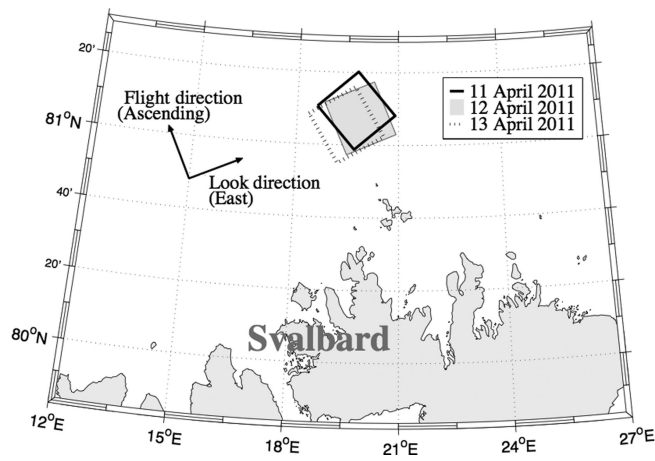 20'
81°N
40'
20'
80°N
Flight direction
(Ascending)
Look direction
(East)
11 April 2011
12 April 2011
13 April 2011
Svalbard
12°E
15°E
18°E
21°E
24°E
27°E